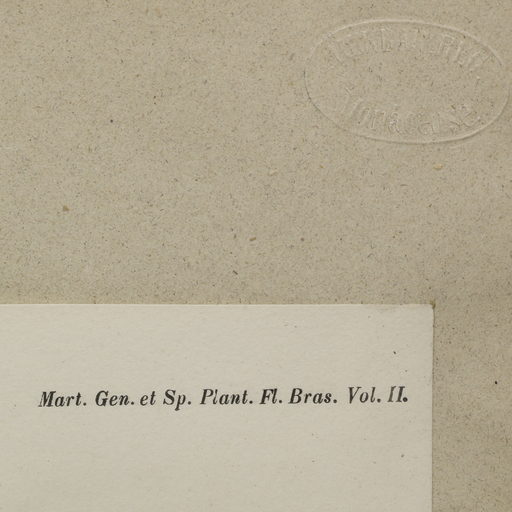 Mart. Gen. et Sp. Plant. Fl. Bras. Vol. II.